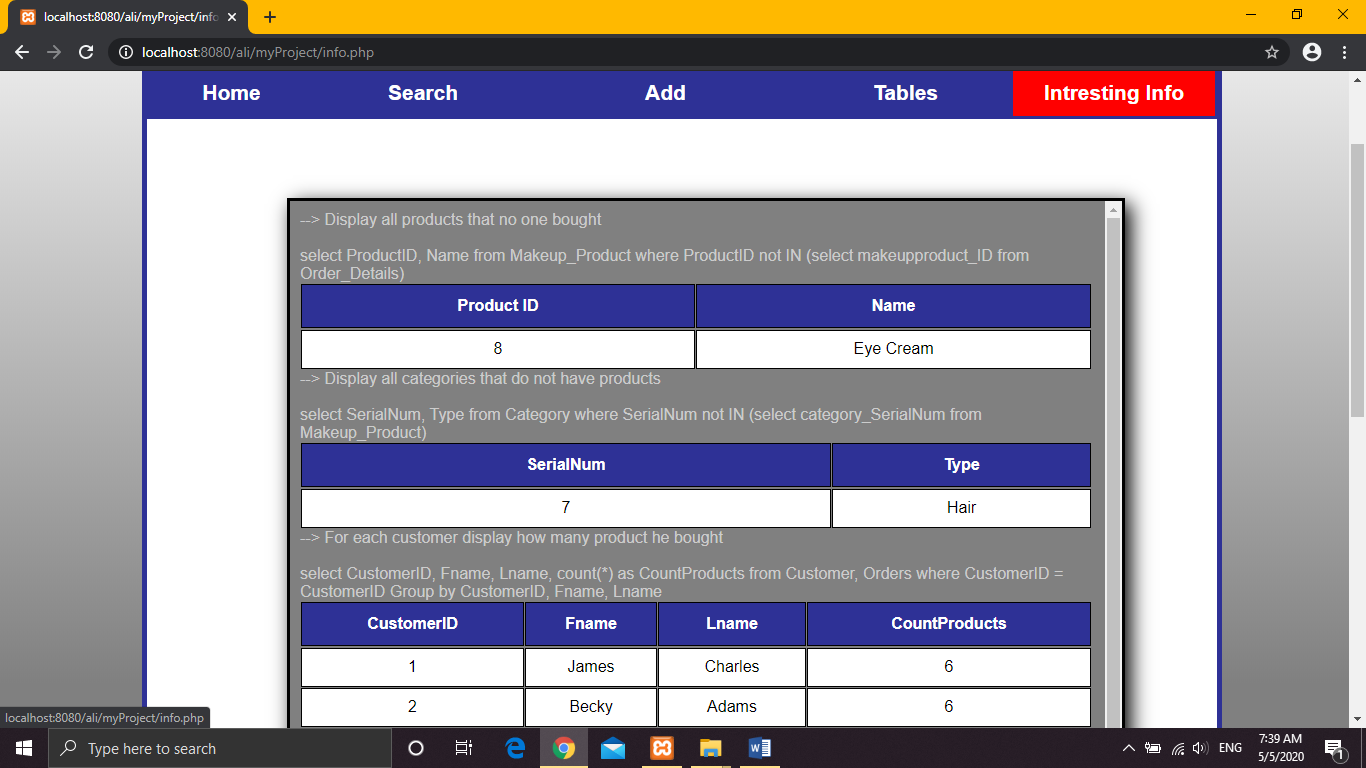 localhost:8080/ali/myProject/info
localhost:8080/ali/myProject/info.php
Home Search Add Tables Intresting Info
--> Display all products that no one bought
select ProductID, Name from Makeup_Product where ProductID not IN (select makeupproduct_ID from
Order_Details)
Product ID Name
8 Eye Cream
--> Display all categories that do not have products
select SerialNum, Type from Category where SerialNum not IN (select category_SerialNum from
Makeup_Product)
SerialNum Type
7 Hair
--> For each customer display how many product he bought
select CustomerID, Fname, Lname, count(*) as CountProducts from Customer, Orders where CustomerID =
CustomerID Group by CustomerID, Fname, Lname
CustomerID Fname Lname CountProducts
1 James Charles 6
2 Becky Adams 6
localhost:8080/ali/myProject/info.php
Type here to search
ENG
7:39 AM
5/5/2020
1